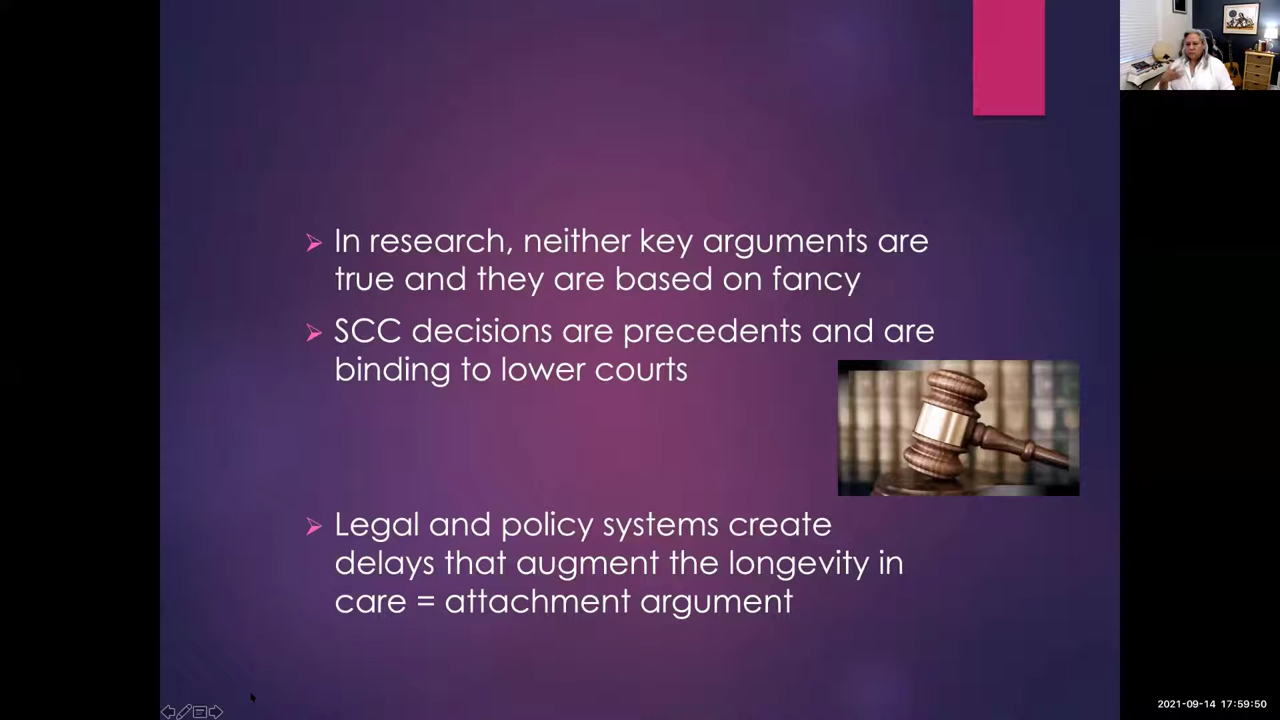 In research, neither key arguments are
true and they are based on fancy
SCC decisions are precedents and are
binding to lower courts
Legal and policy systems create
delays that augment the longevity in
care = attachment argument
2021-09-14 17:59:50